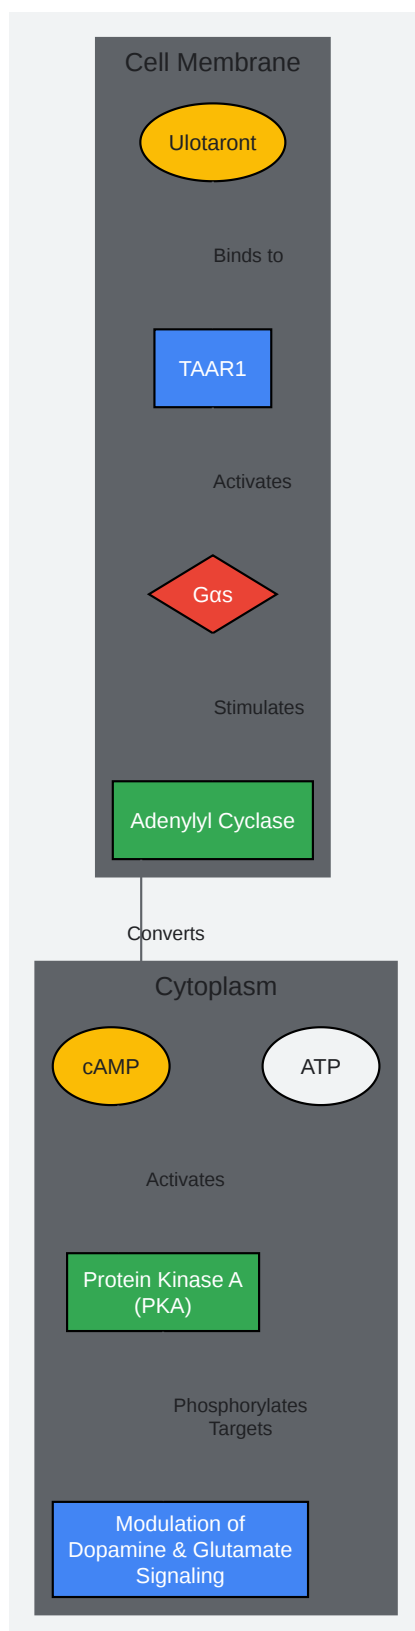 Cell Membrane
Ulotaront
Binds to
TAAR1
Activates
Gαs
Stimulates
Adenylyl Cyclase
Converts
Cytoplasm
cAMP
ATP
Activates
Protein Kinase A
(PKA)
Phosphorylates
Targets
Modulation of
Dopamine & Glutamate
Signaling